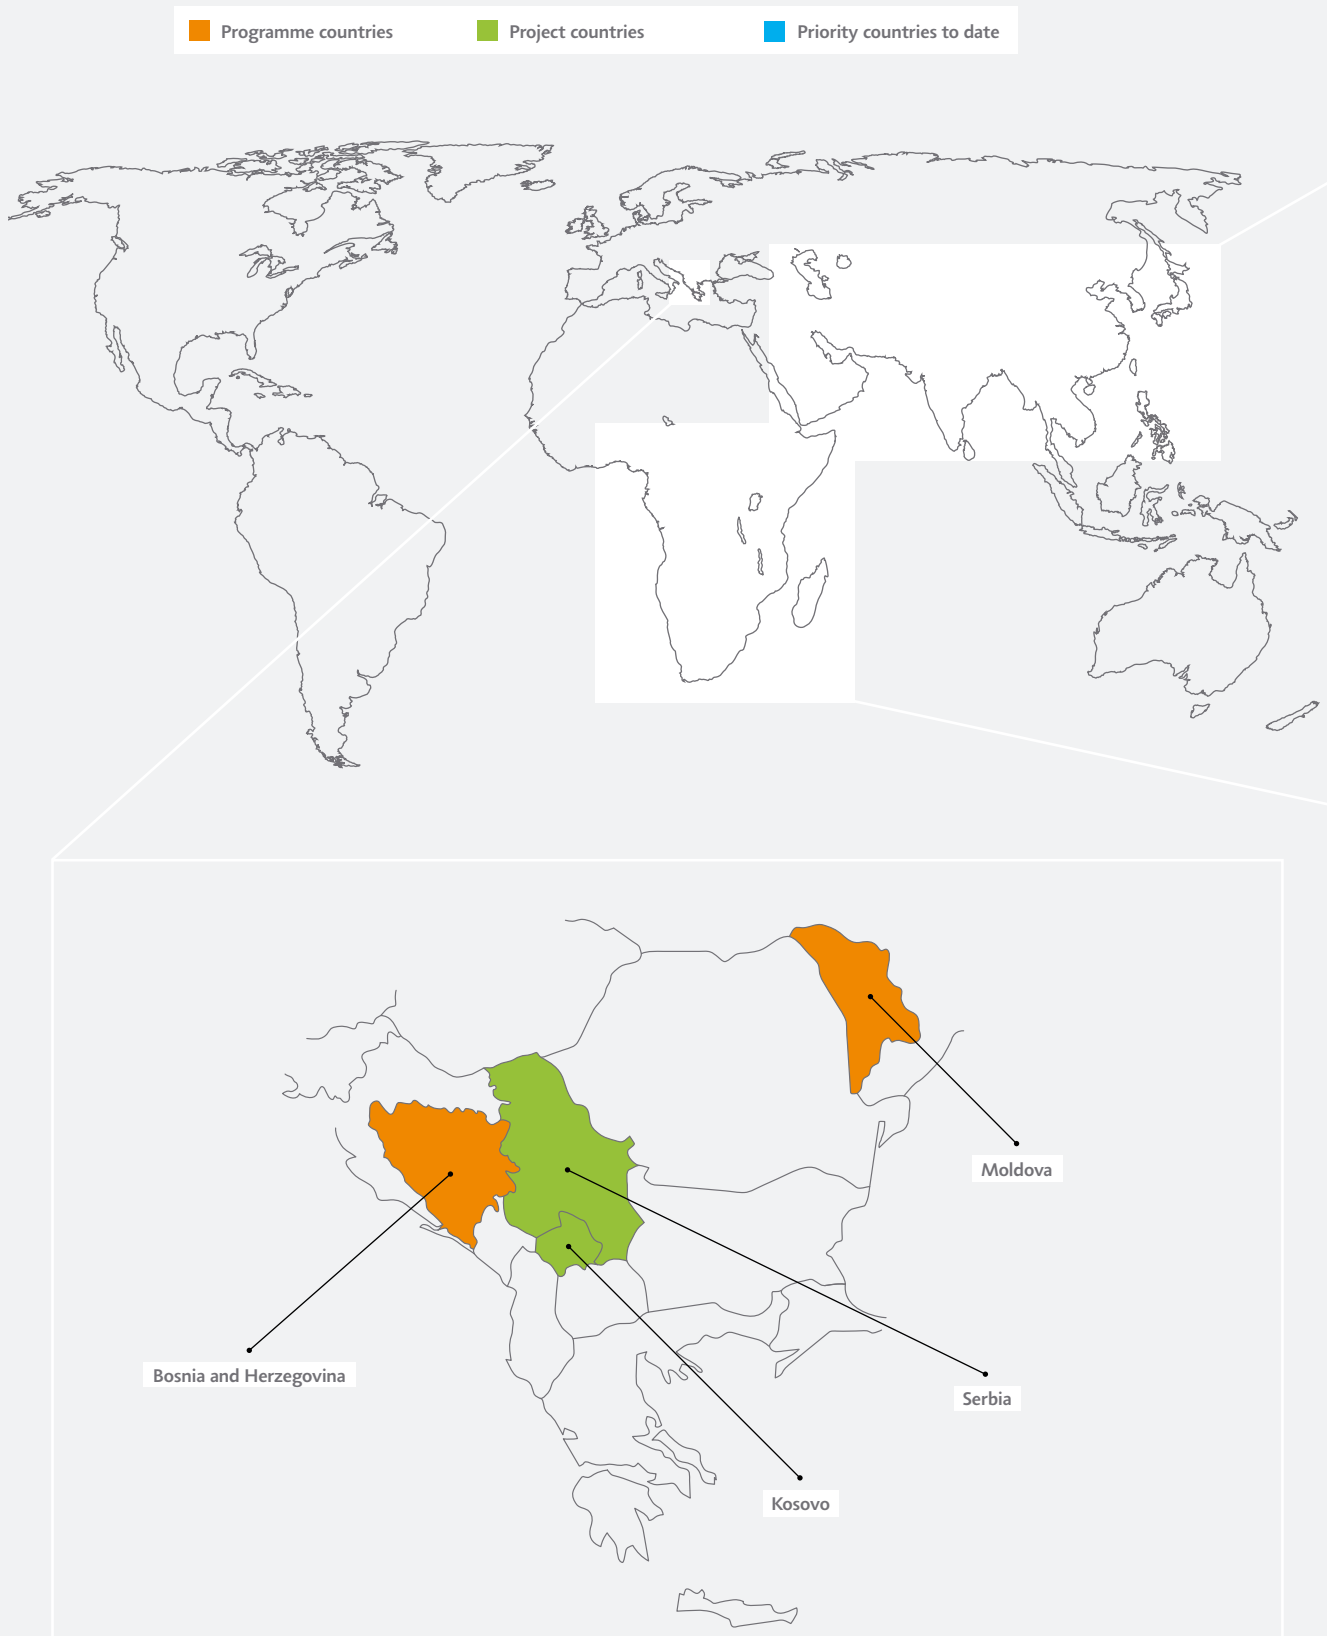 Programme countries
Project countries
Priority countries to date
Moldova
Bosnia and Herzegovina
Serbia
Kosovo